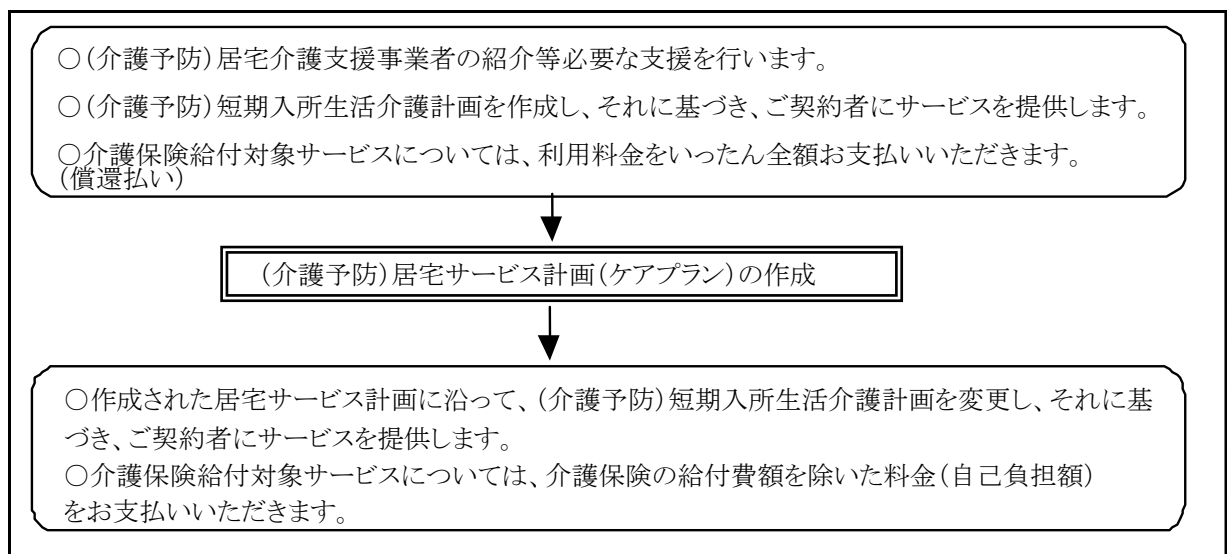 ○(介護予防)居宅介護支援事業者の紹介等必要な支援を行います。
○(介護予防)短期入所生活介護計画を作成し、それに基づき、ご契約者にサービスを提供します。
○介護保険給付対象サービスについては、利用料金をいったん全額お支払いいただきます。
(償還払い)
(介護予防)居宅サービス計画(ケアプラン)の作成
○作成された居宅サービス計画に沿って、(介護予防)短期入所生活介護計画を変更し、それに基
づき、ご契約者にサービスを提供します。
○介護保険給付対象サービスについては、介護保険の給付費額を除いた料金(自己負担額)
をお支払いいただきます。